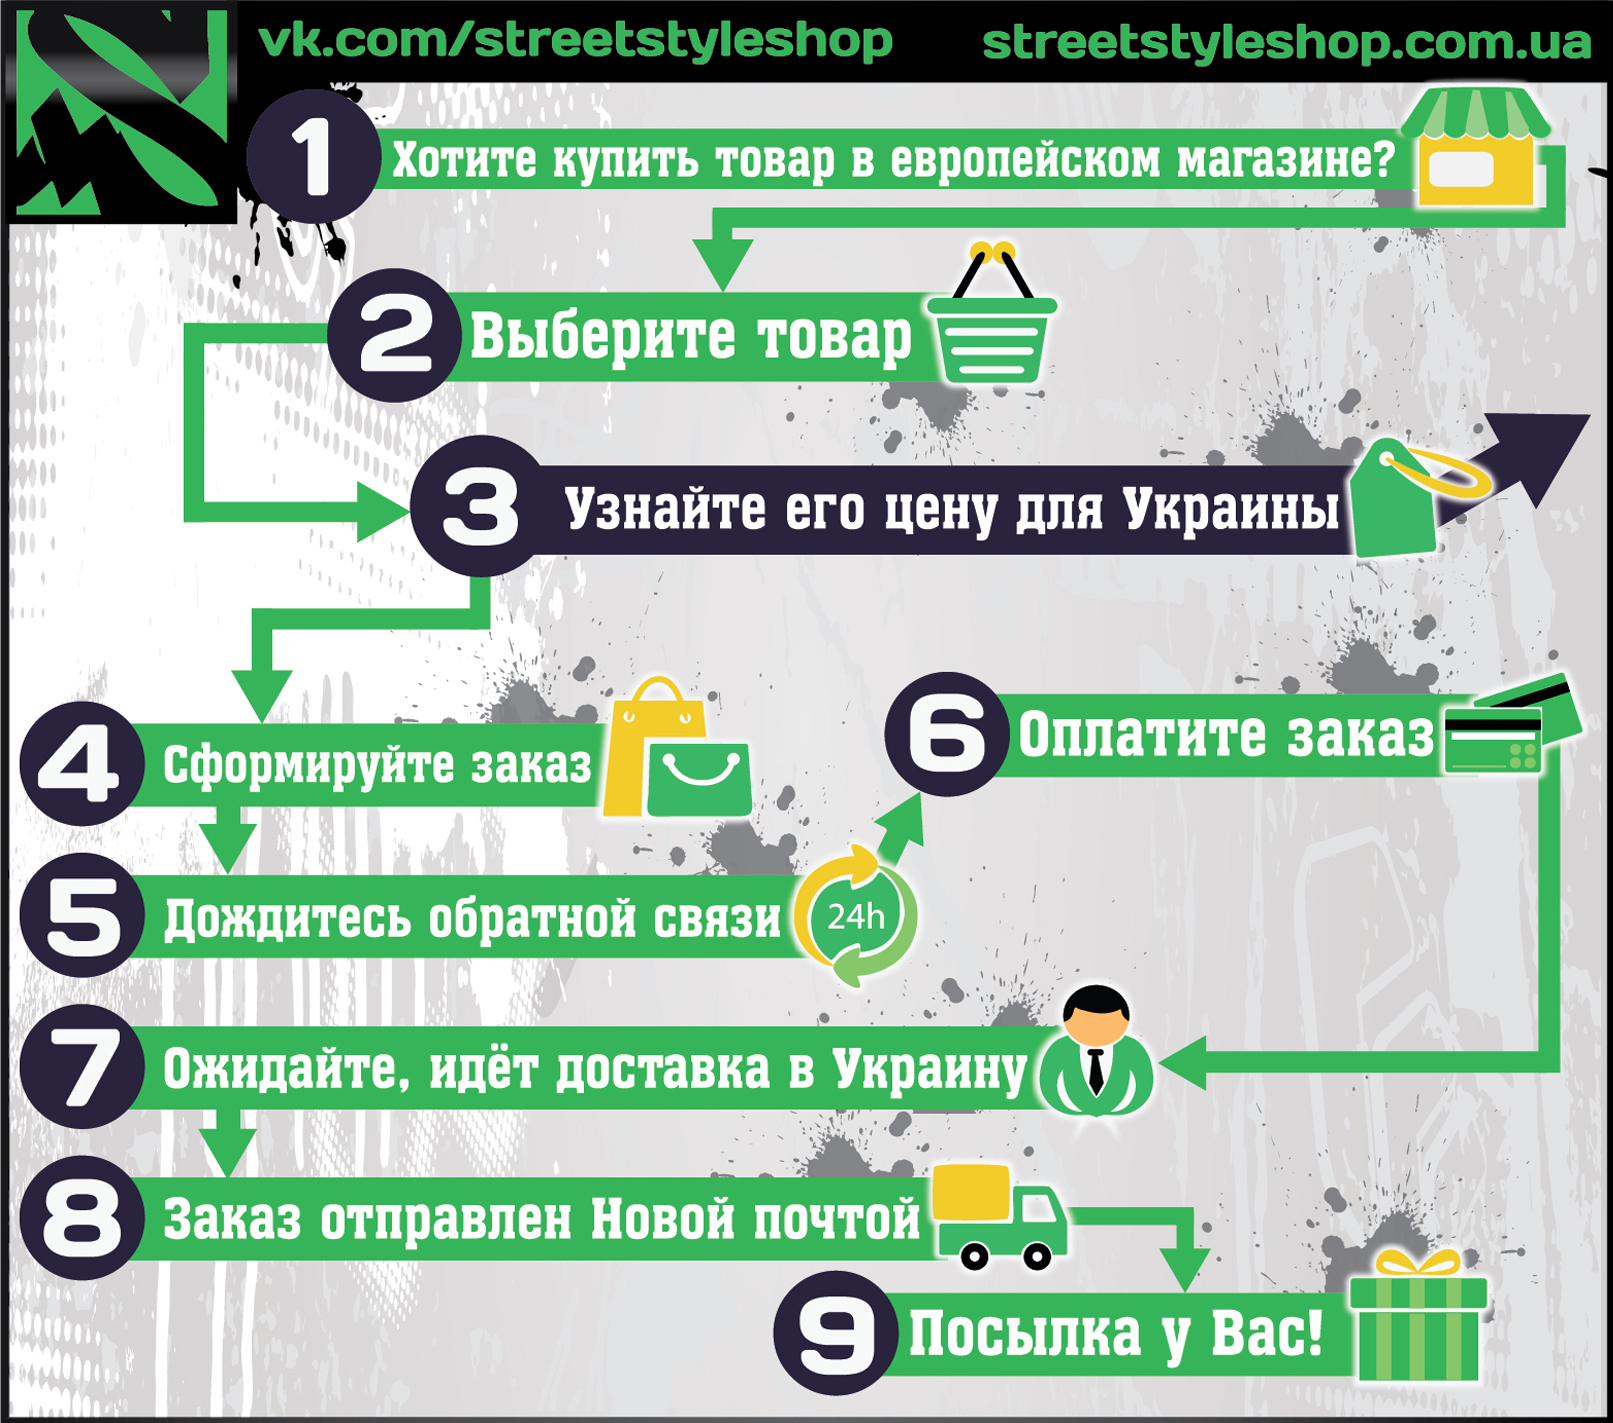 vk.com/streetstyleshop
streetstyleshop.com.ua
1 Хотите купить товар в европейском магазине?
2 Выберите товар
3 Узнайте его цену для Украины
4 Сформируйте заказ
5 Дождитесь обратной связи
24h
6 Оплатите заказ
7 Ожидайте, идёт доставка в Украину
8 Заказ отправлен Новой почтой
9 Посылка у Вас!